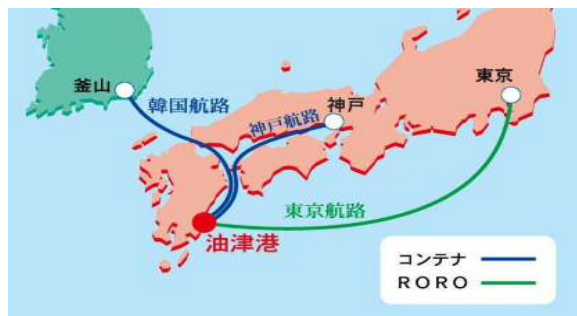 釜山
韓国航路
神戸航路
神戸
東京
東京航路
油津港
コンテナ
RORO